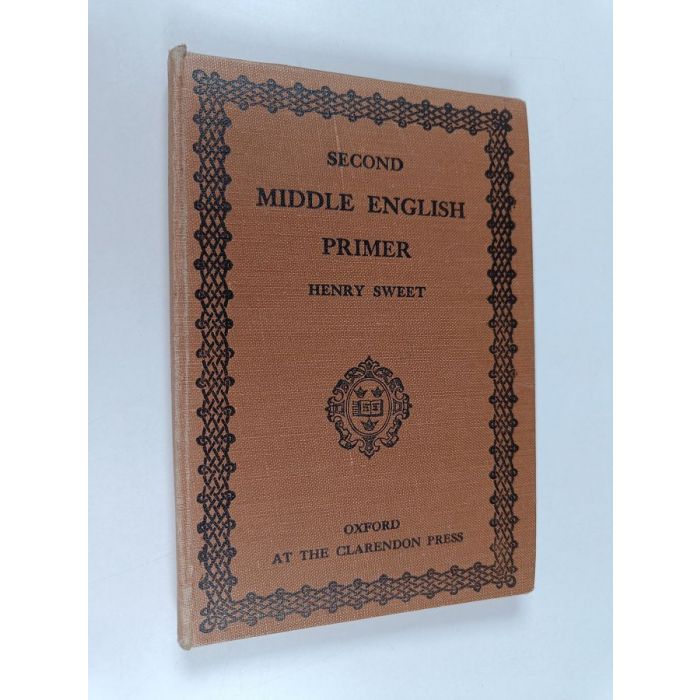 SECOND
MIDDLE ENGLISH
PRIMER
HENRY SWEET
OXFORD
AT THE CLARENDON PRESS